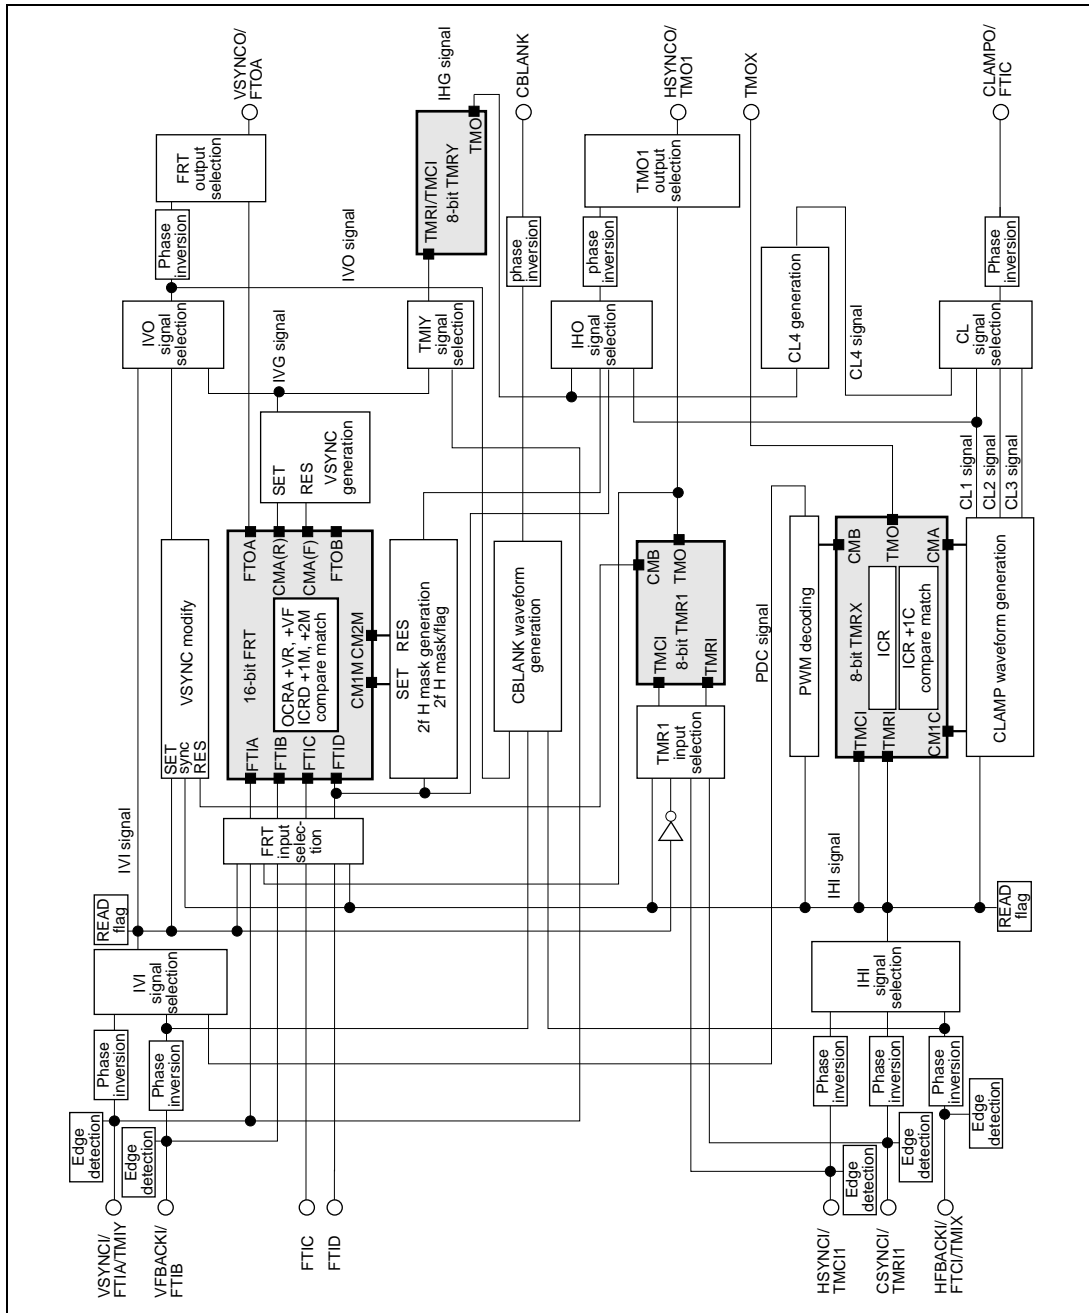 VSYNCO/
FTOA
FRT
output
selection
Phase
inversion
IVO
signal
selection
IVO signal
IVG signal
IHG signal
TMO
TMRI/TMCI
8-bit TMRY
TMIY
signal
selection
CBLANK
phase
inversion
HSYNCO/
TMO1
TMO1
output
selection
phase
inversion
IHO
signal
selection
TMOX
CL4 generation
CL4 signal
CLAMPO/
FTIC
Phase
inversion
CL
signal
selection
CL1 signal
CL2 signal
CL3 signal
VSYNC modify
SET
sync
RES
SET
RES
VSYNC
generation
FTOA
CMA(R)
CMA(F)
FTOB
16-bit FRT
OCRA +VR, +VF
ICRD +1M, +2M
compare match
CM1M CM2M
FTIA
FTIB
FTIC
FTID
SET RES
2f H mask generation
2f H mask/flag
CBLANK waveform
generation
CMB
TMO
8-bit TMR1
TMCI
TMRI
TMR1
input
selection
PDC signal
PWM decoding
CMB
TMO
CMA
8-bit TMRX
ICR
ICR +1C
compare match
TMCI
TMRI
CM1C
CLAMP waveform generation
FRT
input
selec-
tion
IVI signal
IHI signal
READ
flag
READ
flag
IVI
signal
selection
IHI
signal
selection
Phase
inversion
Phase
inversion
Phase
inversion
Phase
inversion
Phase
inversion
Edge
detection
Edge
detection
Edge
detection
Edge
detection
Edge
detection
VSYNCI/
FTIA/TMIY
VFBACKI/
FTIB
FTIC
FTID
HSYNCI/
TMCI1
CSYNCI/
TMRI1
HFBACKI/
FTCI/TMIX